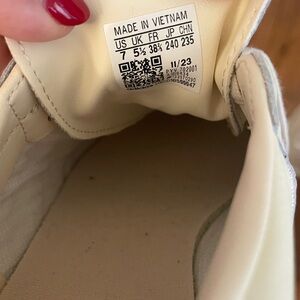 MADE IN VIETNAM
US UK FR JP CHN
7 5½ 38⅔ 240 235
11/23